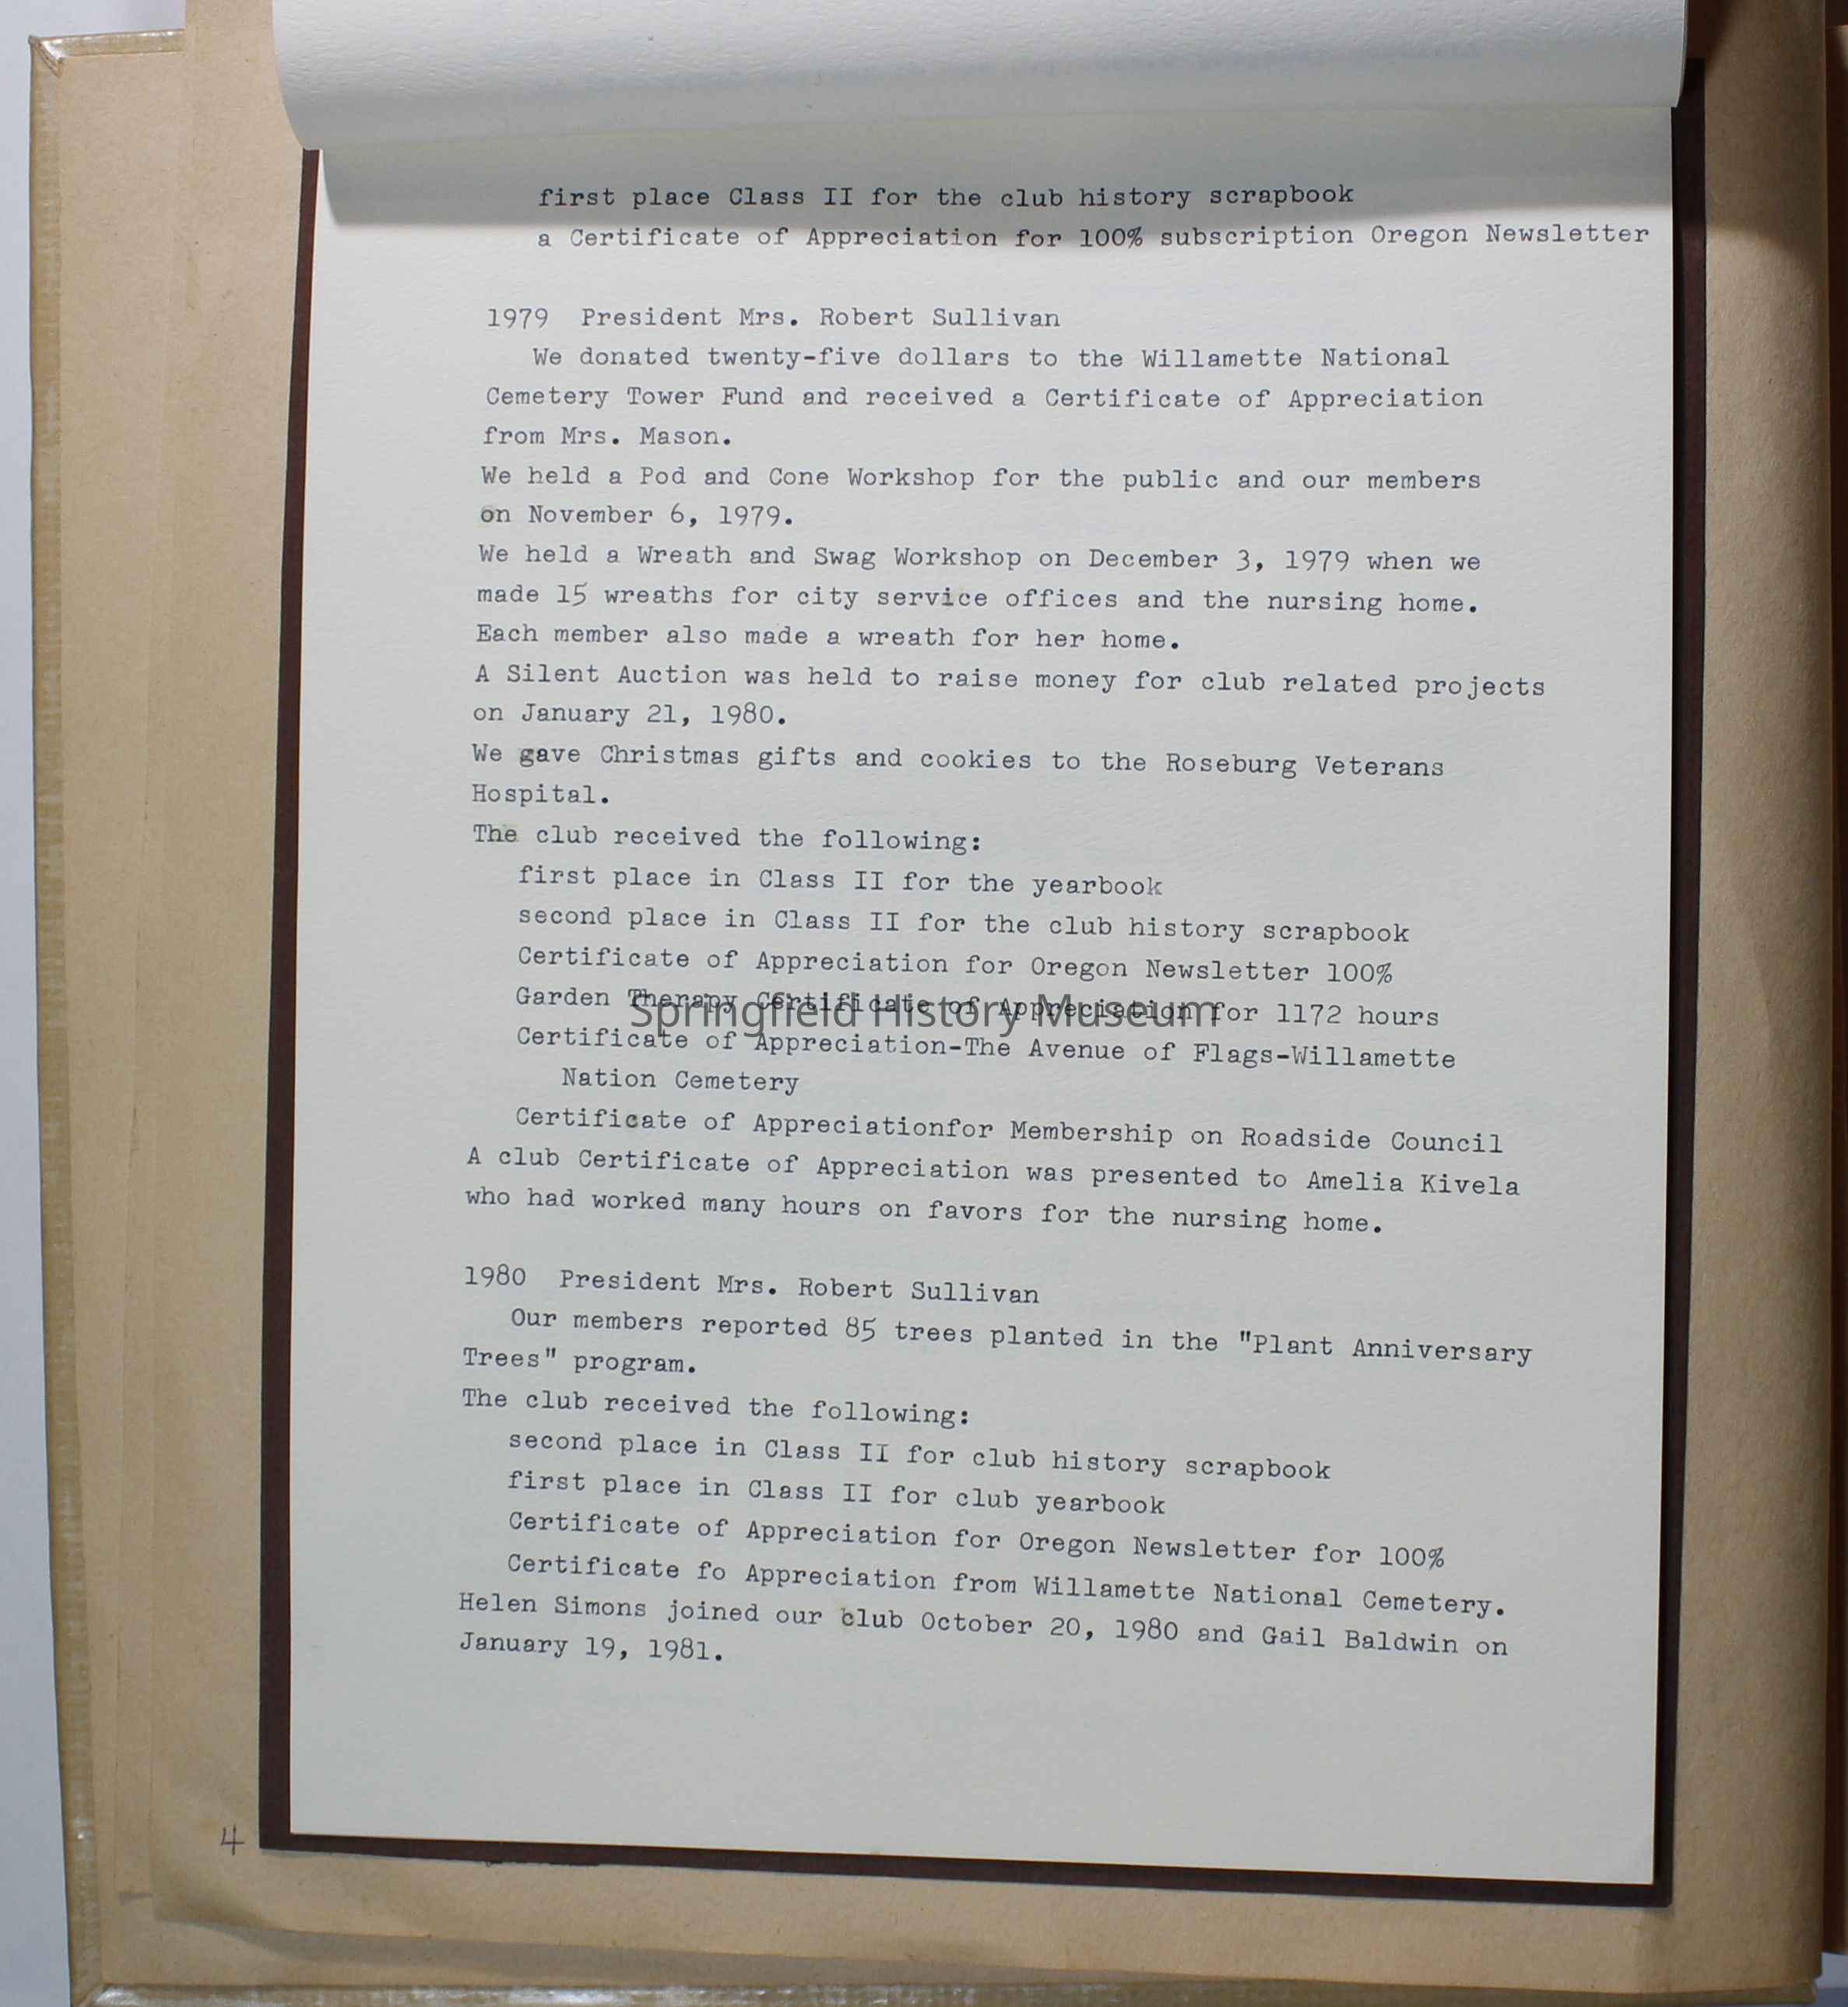 first place Class II for the club history scrapbook
a Certificate of Appreciation for 100% subscription Oregon Newsletter
1979 President Mrs. Robert Sullivan
We donated twenty-five dollars to the Willamette National
Cemetery Tower Fund and received a Certificate of Appreciation
from Mrs. Mason.
We held a Pod and Cone Workshop for the public and our members
on November 6, 1979.
We held a Wreath and Swag Workshop on December 3, 1979 when we
made 15 wreaths for city service offices and the nursing home.
Each member also made a wreath for her home.
A Silent Auction was held to raise money for club related projects
on January 21, 1980.
We gave Christmas gifts and cookies to the Roseburg Veterans
Hospital.
The club received the following:
first place in Class II for the yearbook
second place in Class II for the club history scrapbook
Certificate of Appreciation for Oregon Newsletter 100%
Garden Therapy Certificate of Appreciation for 1172 hours
Springfield History Museum
Certificate of Appreciation-The Avenue of Flags-Willamette
Nation Cemetery
Certificate of Appreciationfor Membership on Roadside Council
A club Certificate of Appreciation was presented to Amelia Kivela
who had worked many hours on favors for the nursing home.
1980 President Mrs. Robert Sullivan
Our members reported 85 trees planted in the "Plant Anniversary
Trees" program.
The club received the following:
second place in Class II for club history scrapbook
first place in Class II for club yearbook
Certificate of Appreciation for Oregon Newsletter for 100%
Certificate fo Appreciation from Willamette National Cemetery.
Helen Simons joined our club October 20, 1980 and Gail Baldwin on
January 19, 1981.
4